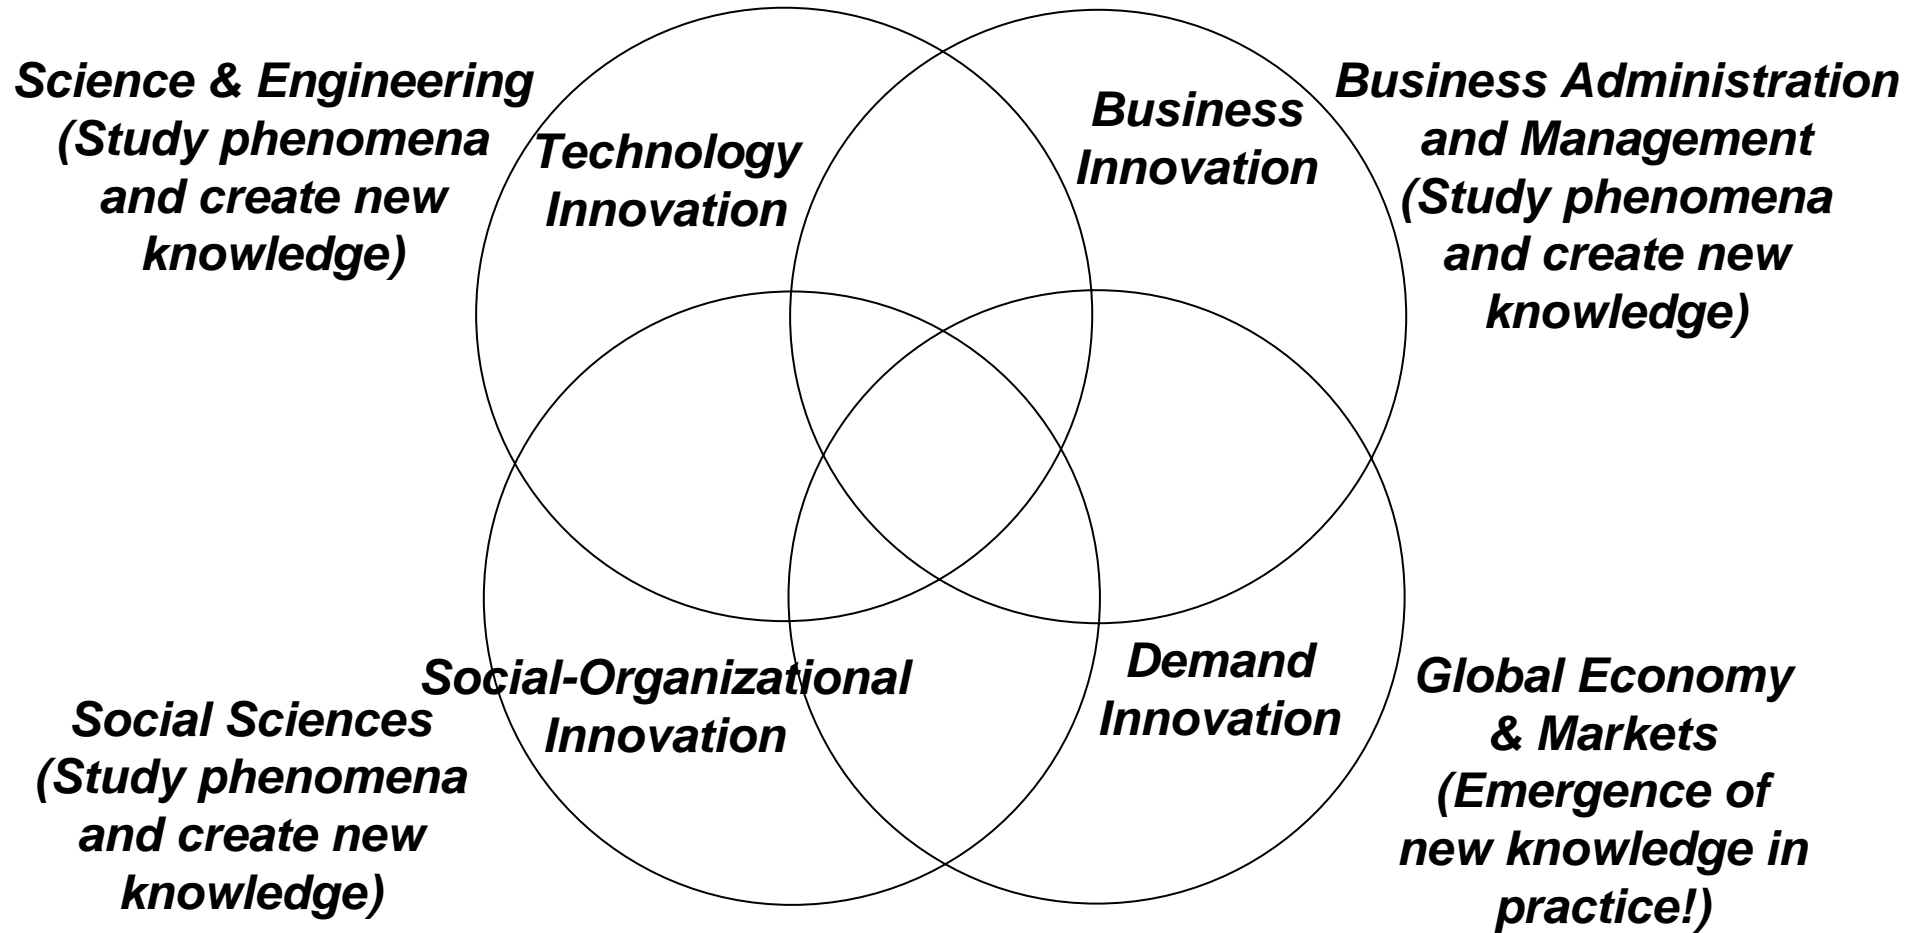 Science & Engineering
(Study phenomena
and create new
knowledge)
Technology
Innovation
Business
Innovation
Business Administration
and Management
(Study phenomena
and create new
knowledge)
Social Sciences
(Study phenomena
and create new
knowledge)
Social-Organizational
Innovation
Demand
Innovation
Global Economy
& Markets
(Emergence of
new knowledge in
practice!)